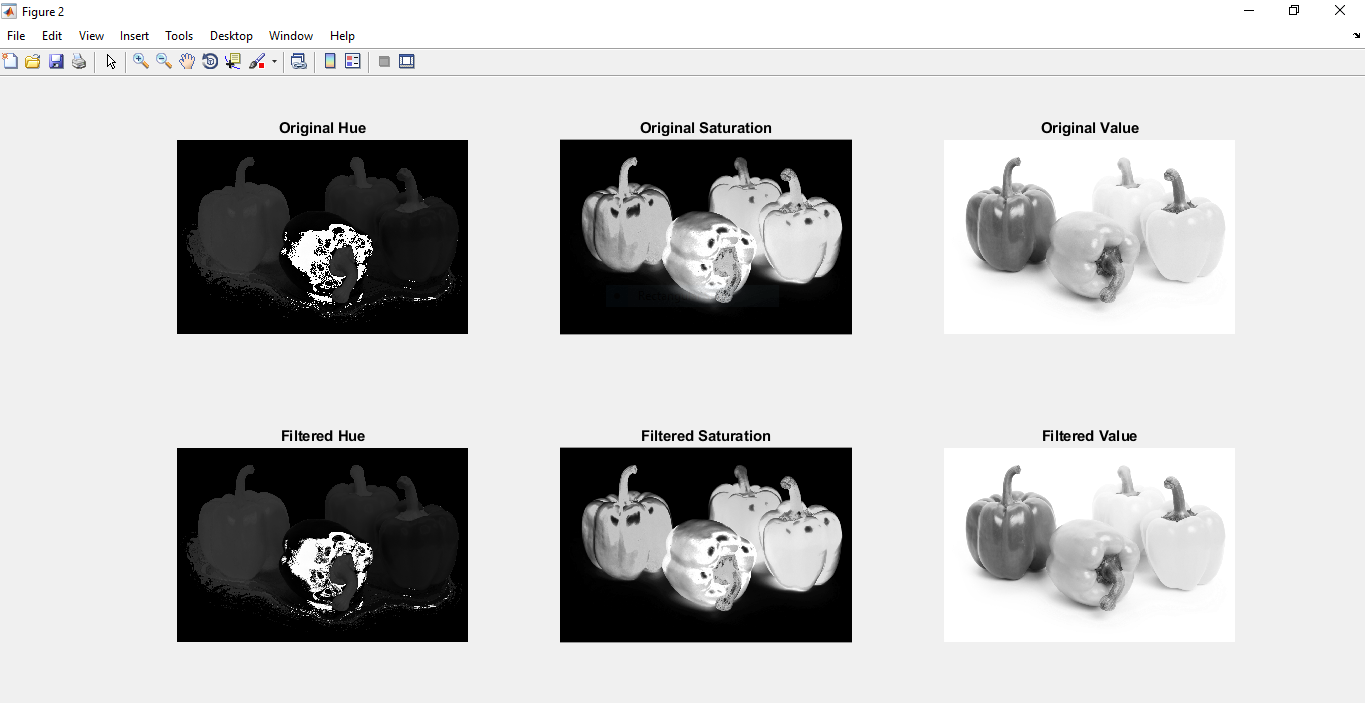 Figure 2
File Edit View Insert Tools Desktop Window Help
Original Hue Original Saturation Original Value
Filtered Hue Filtered Saturation Filtered Value